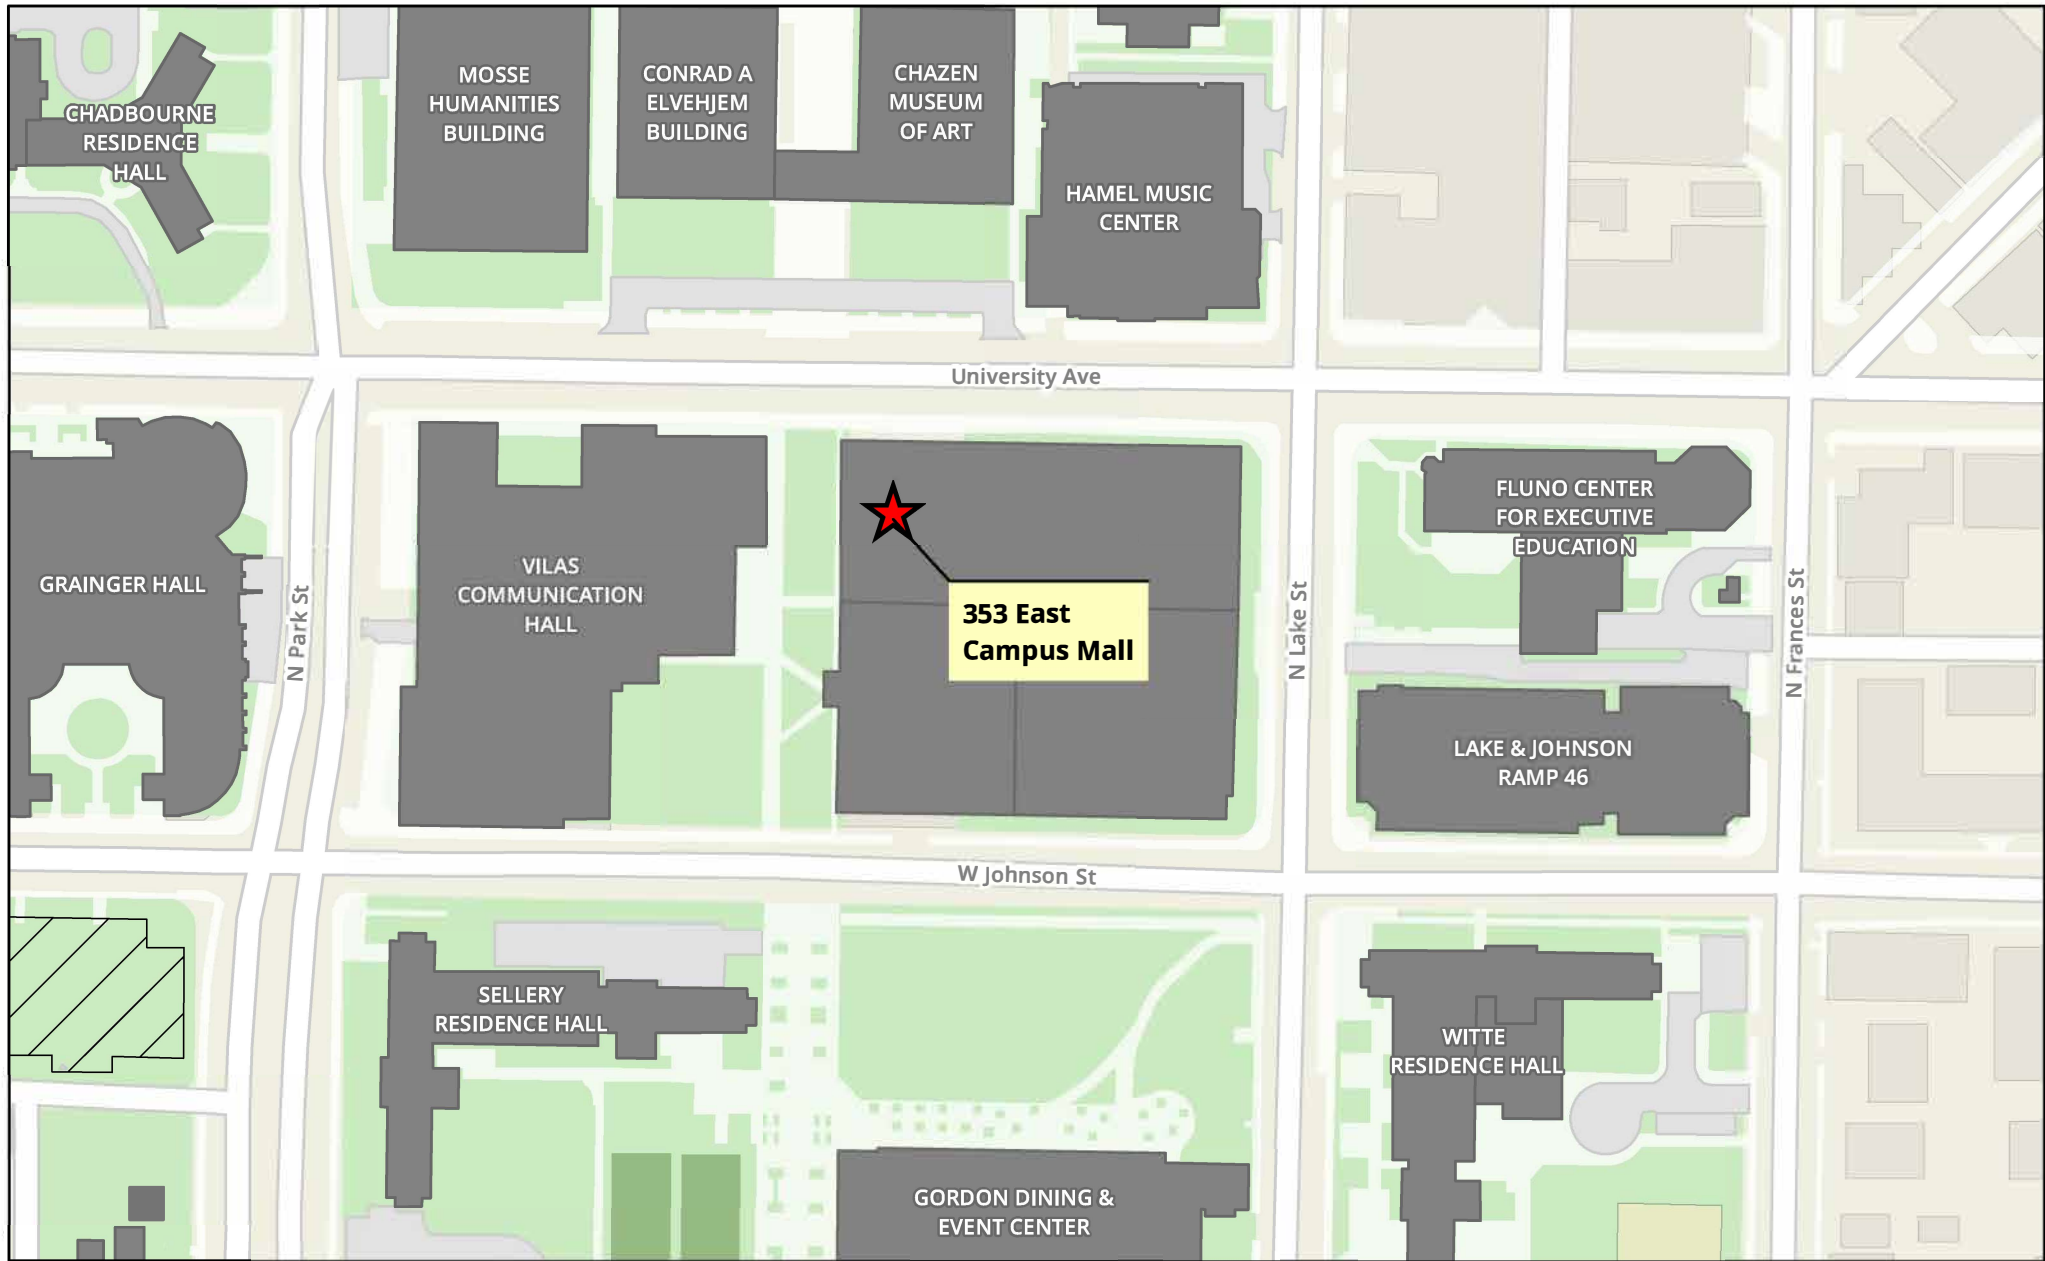 MOSSE
HUMANITIES
BUILDING
CONRAD A
ELVEHJEM
BUILDING
CHAZEN
MUSEUM
OF ART
CHADBOURNE
RESIDENCE
HALL
HAMEL MUSIC
CENTER
University Ave
FLUNO CENTER
FOR EXECUTIVE
EDUCATION
VILAS
COMMUNICATION
HALL
GRAINGER HALL
N Park St
353 East
Campus Mall
N Lake St
N Frances St
LAKE & JOHNSON
RAMP 46
W Johnson St
SELLERY
RESIDENCE HALL
WITTE
RESIDENCE HALL
GORDON DINING &
EVENT CENTER